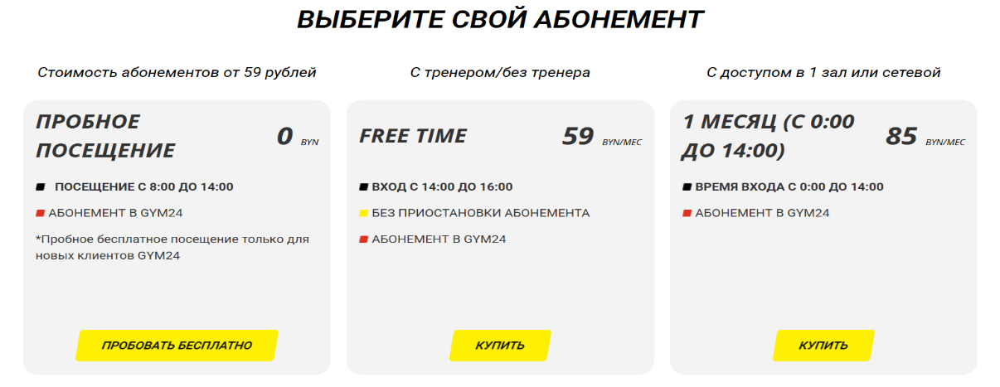 ВЫБЕРИТЕ СВОЙ АБОНЕМЕНТ
Стоимость абонементов от 59 рублей
С тренером/без тренера
С доступом в 1 зал или сетевой
ПРОБНОЕ
ПОСЕЩЕНИЕ
0 BYN
ПОСЕЩЕНИЕ С 8:00 ДО 14:00
АБОНЕМЕНТ В GYM24
*Пробное бесплатное посещение только для
новых клиентов GYM24
ПРОБОВАТЬ БЕСПЛАТНО
FREE TIME
59 BYN/МЕС
ВХОД С 14:00 ДО 16:00
БЕЗ ПРИОСТАНОВКИ АБОНЕМЕНТА
АБОНЕМЕНТ В GYM24
КУПИТЬ
1 МЕСЯЦ (С 0:00
ДО 14:00)
85 BYN/МЕС
ВРЕМЯ ВХОДА С 0:00 ДО 14:00
АБОНЕМЕНТ В GYM24
КУПИТЬ